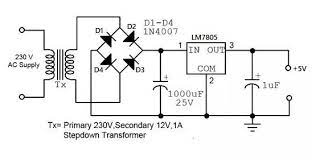 D1-D4
1N4007
LM7805
230 V
AC Supply
Tx
D1
D2
D4
D3
1 IN OUT 3
COM
2
+5V
1000uF
25V
1uF
Tx= Primary 230V,Secondary 12V,1A
Stepdown Transformer